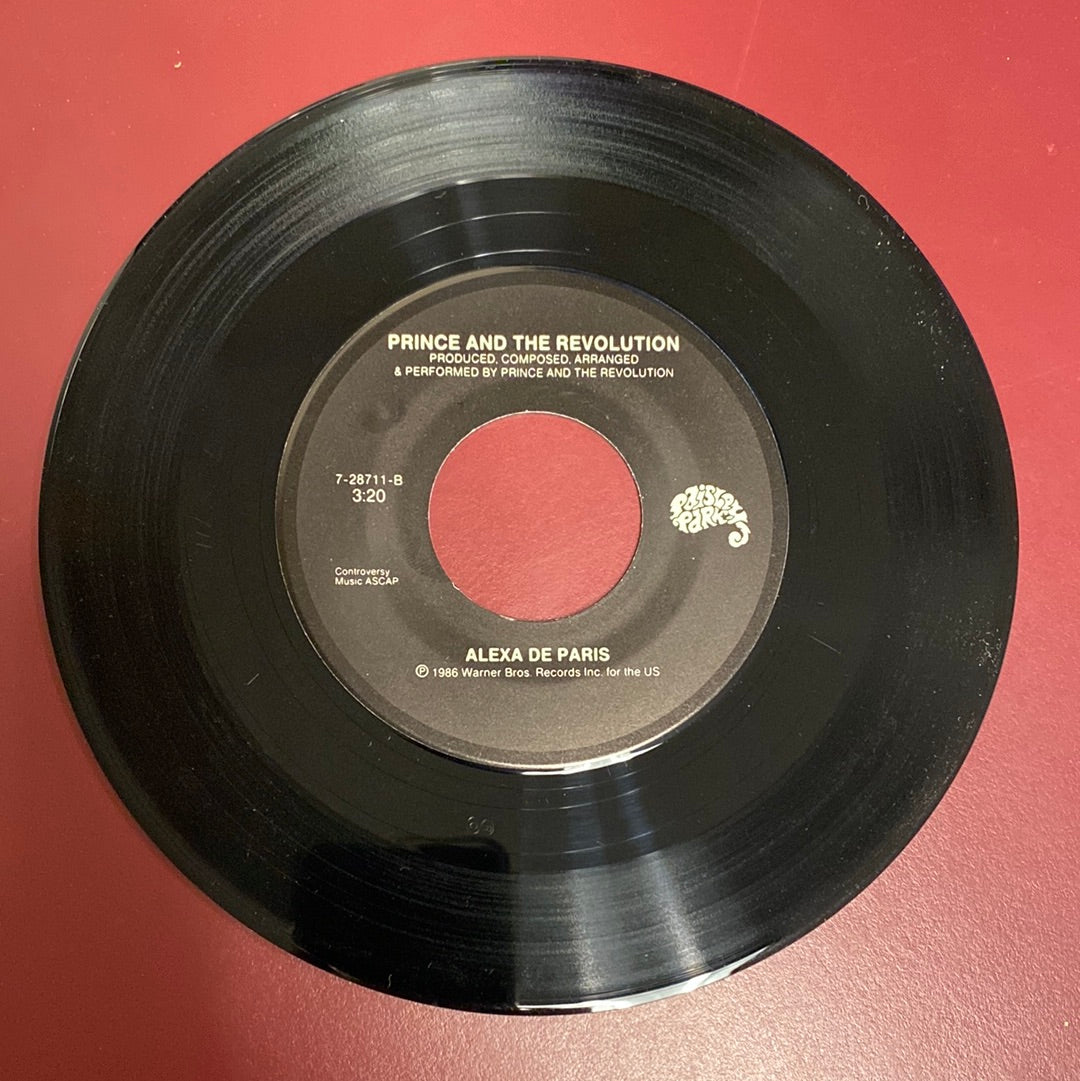 PRINCE AND THE REVOLUTION
PRODUCED, COMPOSED, ARRANGED
& PERFORMED BY PRINCE AND THE REVOLUTION
7-28711-B
3:20
PAISLEY
PARK
Controversy
Music ASCAP
ALEXA DE PARIS
℗ 1986 Warner Bros. Records Inc. for the US